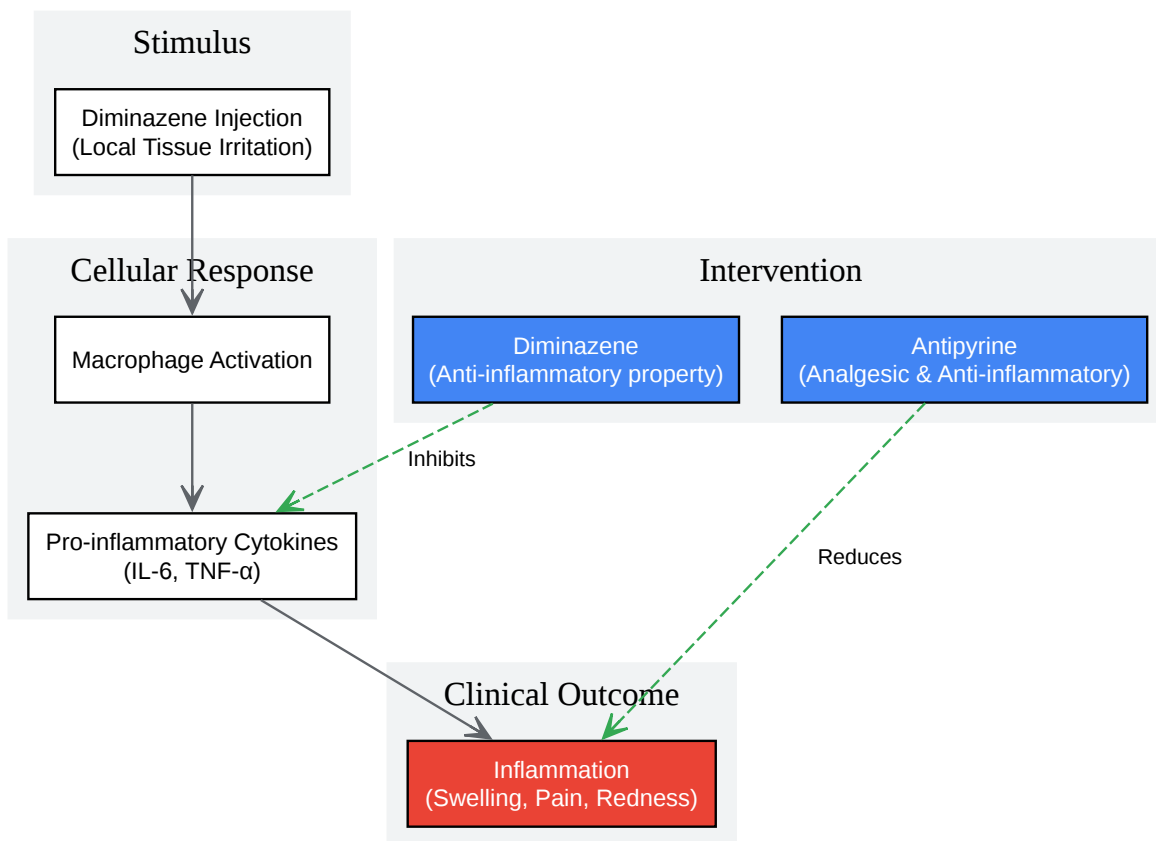 Stimulus
Diminazene Injection
(Local Tissue Irritation)
Cellular Response
Intervention
Macrophage Activation
Diminazene
(Anti-inflammatory property)
Antipyrine
(Analgesic & Anti-inflammatory)
Inhibits
Pro-inflammatory Cytokines
(IL-6, TNF-α)
Reduces
Clinical Outcome
Inflammation
(Swelling, Pain, Redness)